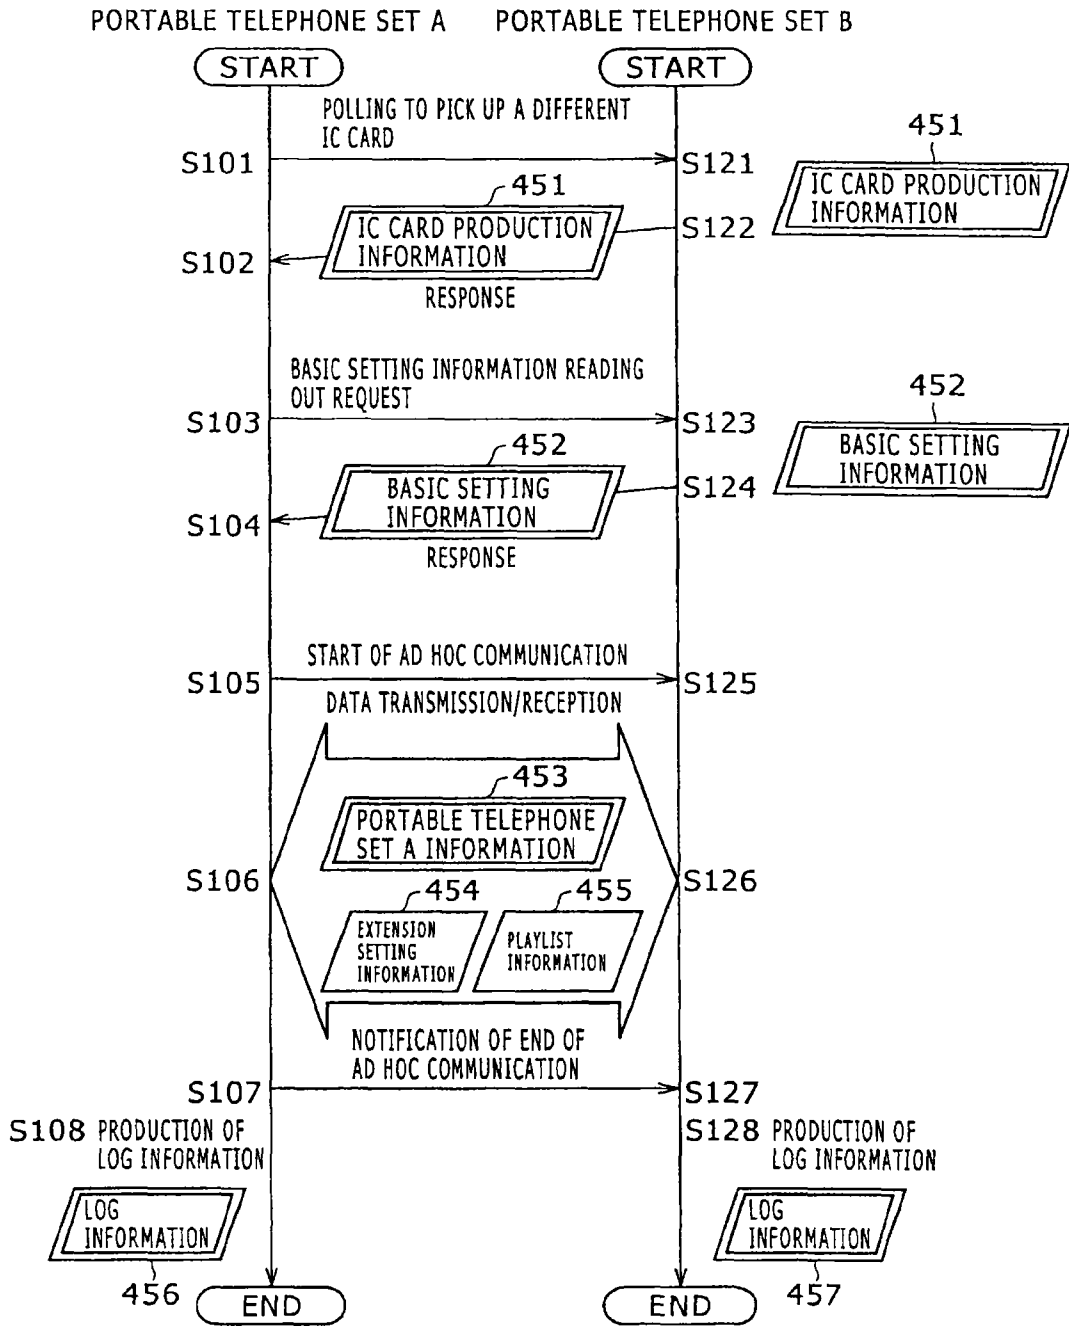 PORTABLE TELEPHONE SET A
PORTABLE TELEPHONE SET B
START
START
POLLING TO PICK UP A DIFFERENT
IC CARD
S101
S121
451
IC CARD PRODUCTION
INFORMATION
451
IC CARD PRODUCTION
INFORMATION
S122
S102
RESPONSE
BASIC SETTING INFORMATION READING
OUT REQUEST
S103
S123
452
BASIC SETTING
INFORMATION
452
BASIC SETTING
INFORMATION
S124
S104
RESPONSE
START OF AD HOC COMMUNICATION
S105
S125
DATA TRANSMISSION/RECEPTION
453
PORTABLE TELEPHONE
SET A INFORMATION
S106
S126
454
455
EXTENSION
SETTING
INFORMATION
PLAYLIST
INFORMATION
NOTIFICATION OF END OF
AD HOC COMMUNICATION
S107
S127
S108 PRODUCTION OF
LOG INFORMATION
S128 PRODUCTION OF
LOG INFORMATION
LOG
INFORMATION
LOG
INFORMATION
456
457
END
END